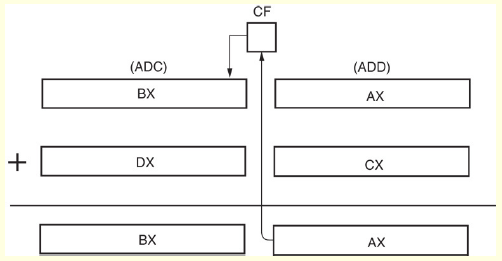 CF
(ADC) (ADD)
BX AX
+ DX CX
BX AX